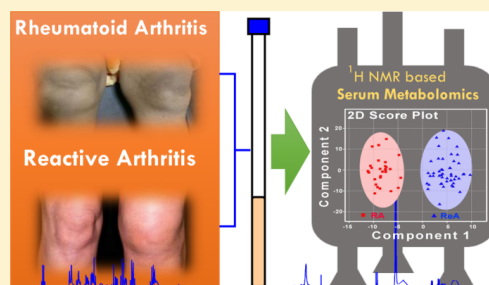 Rheumatoid Arthritis
Reactive Arthritis
¹H NMR based
Serum Metabolomics
2D Score Plot
Component 2
20
10
0
-10
-20
RA
ReA
-15
-10
-5
0
5
10
Component 1